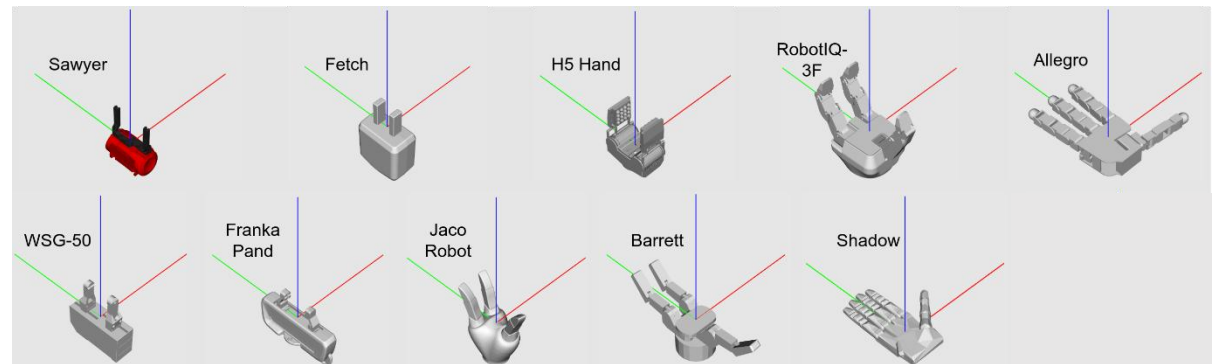 Sawyer
Fetch
H5 Hand
RobotIQ-
3F
Allegro
WSG-50
Franka
Pand
Jaco
Robot
Barrett
Shadow